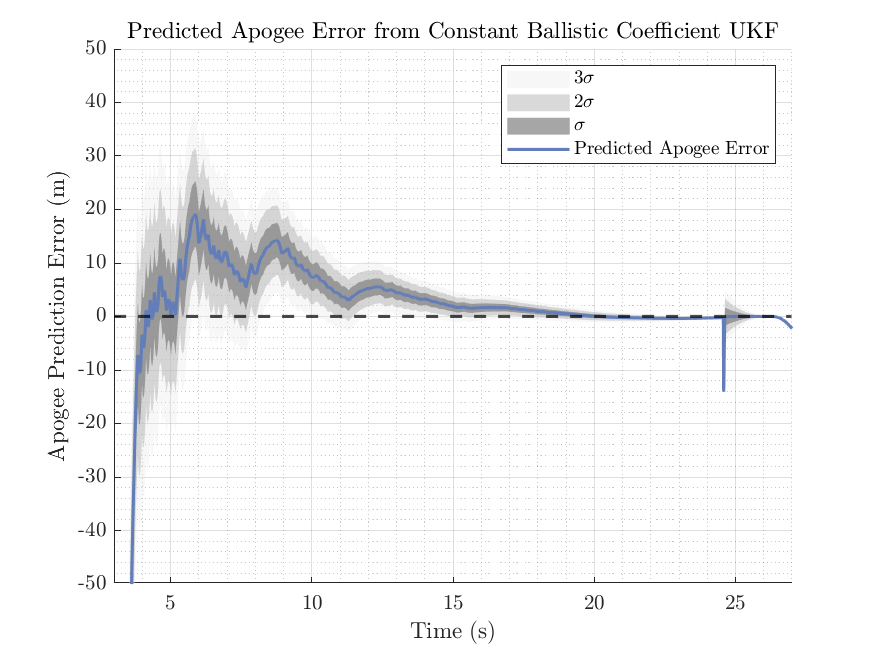 Predicted Apogee Error from Constant Ballistic Coefficient UKF
50
40
30
20
10
0
-10
-20
-30
-40
-50
Apogee Prediction Error (m)
3σ
2σ
σ
Predicted Apogee Error
5 10 15 20 25
Time (s)